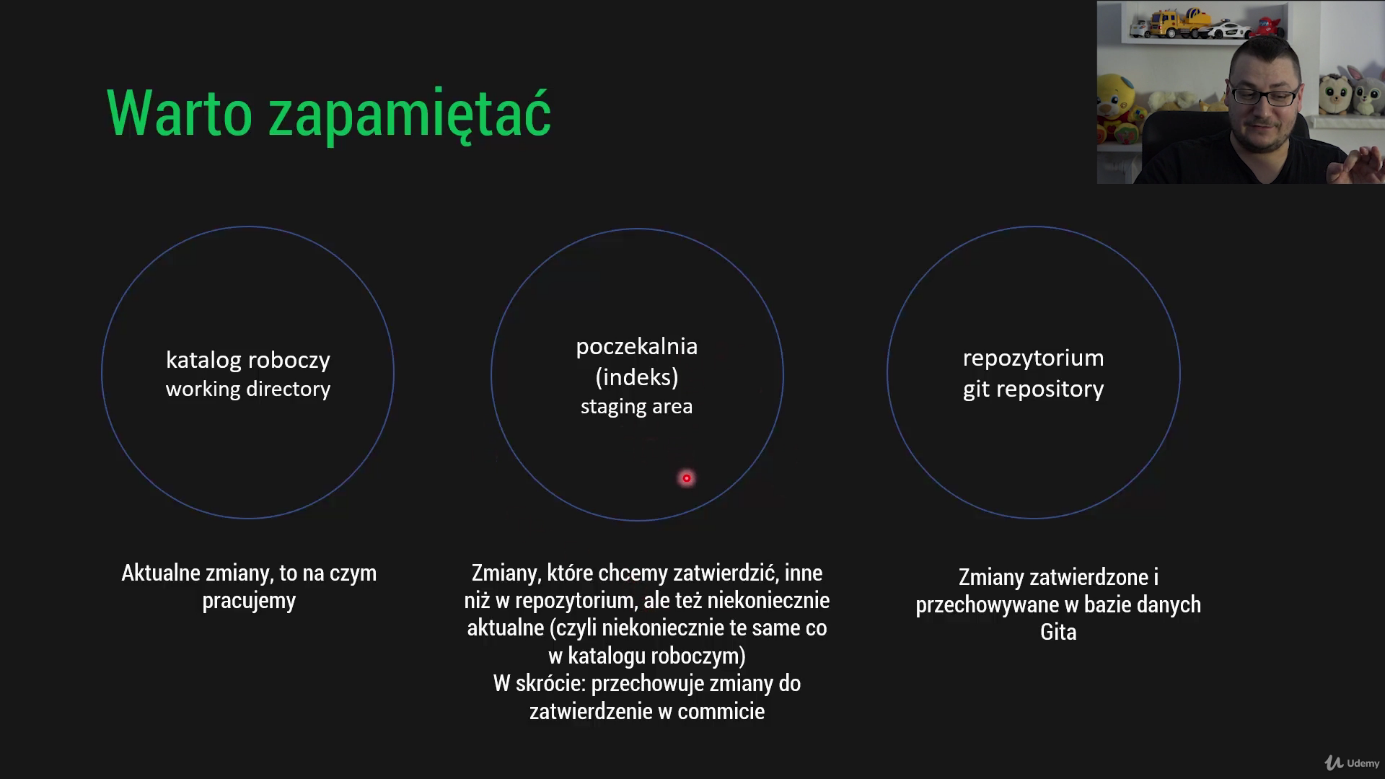 Warto zapamiętać
katalog roboczy
working directory
poczekalnia
(indeks)
staging area
repozytorium
git repository
Aktualne zmiany, to na czym
pracujemy
Zmiany, które chcemy zatwierdzić, inne
niż w repozytorium, ale też niekoniecznie
aktualne (czyli niekoniecznie te same co
w katalogu roboczym)
W skrócie: przechowuje zmiany do
zatwierdzenie w commicie
Zmiany zatwierdzone i
przechowywane w bazie danych
Gita
Udemy